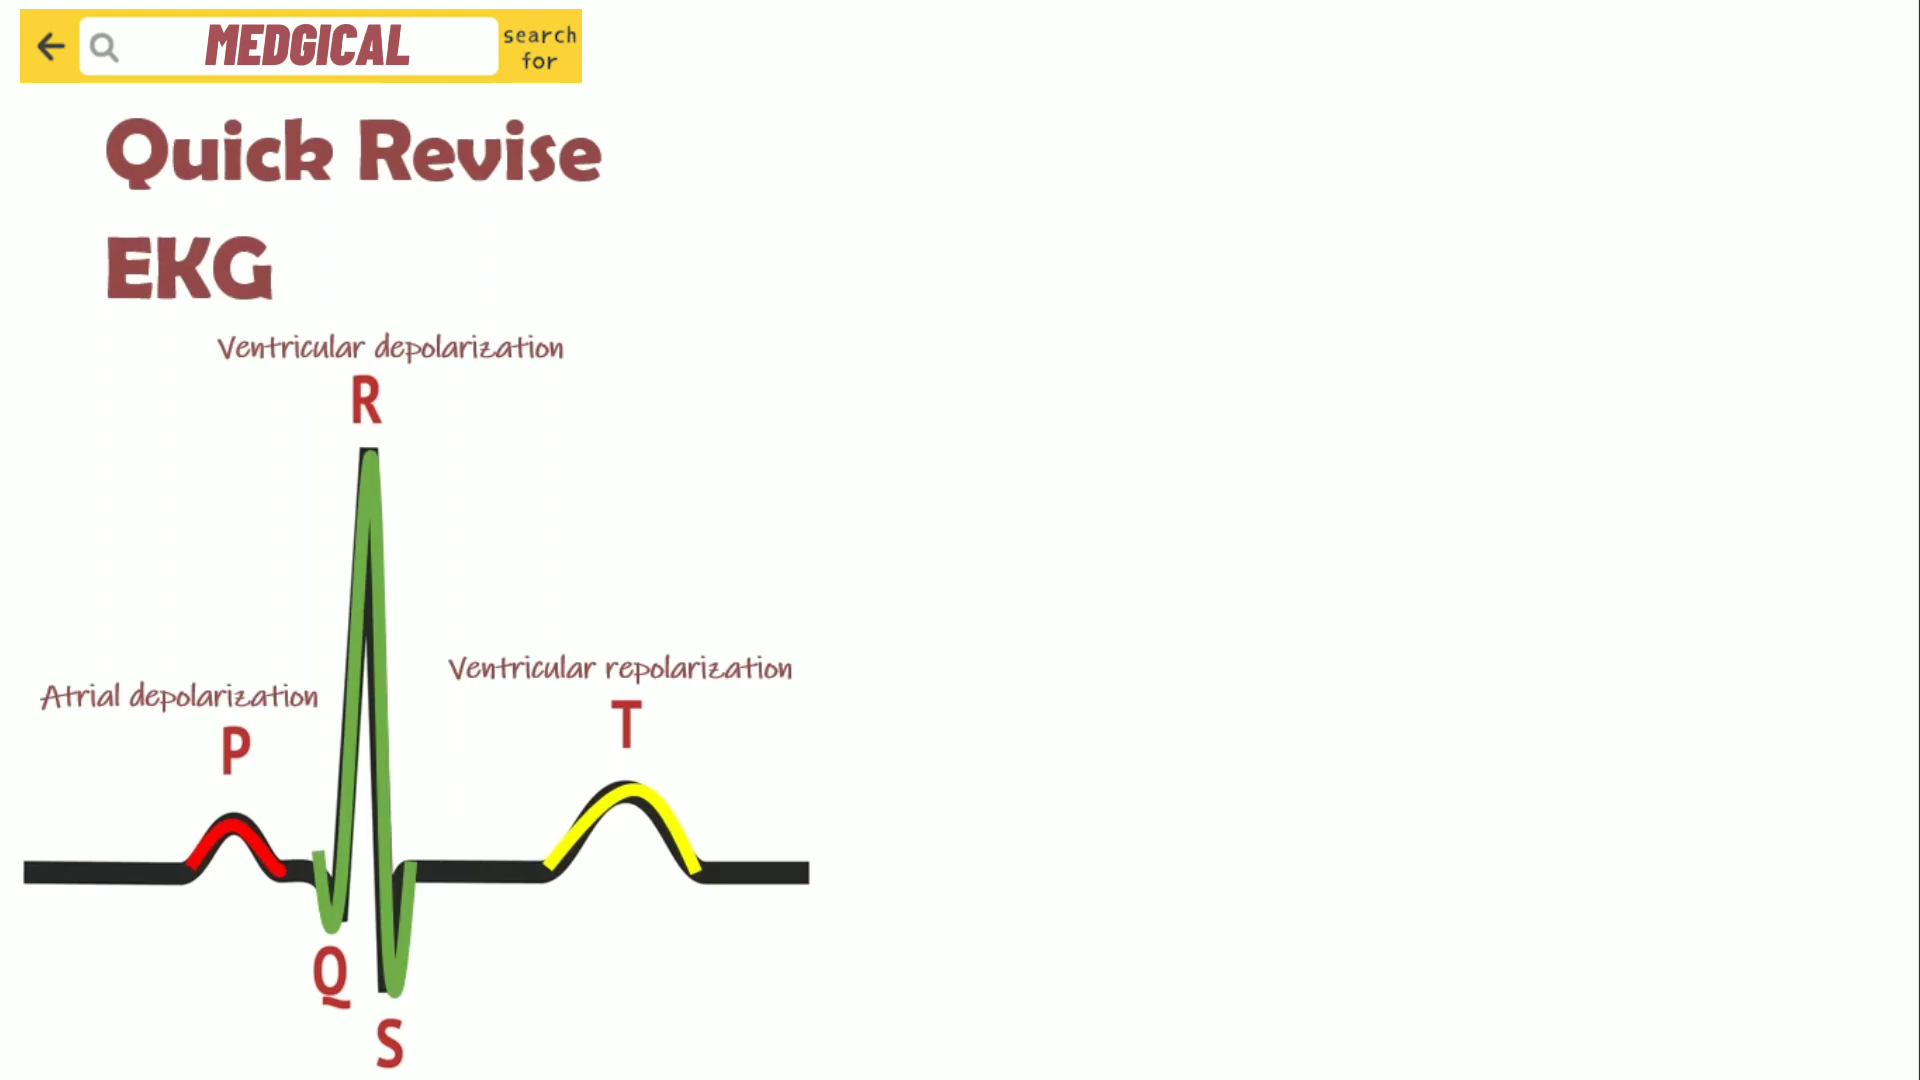 MEDGICAL
search
for
Quick Revise
EKG
Ventricular depolarization
R
Ventricular repolarization
Atrial depolarization
T
P
Q
S